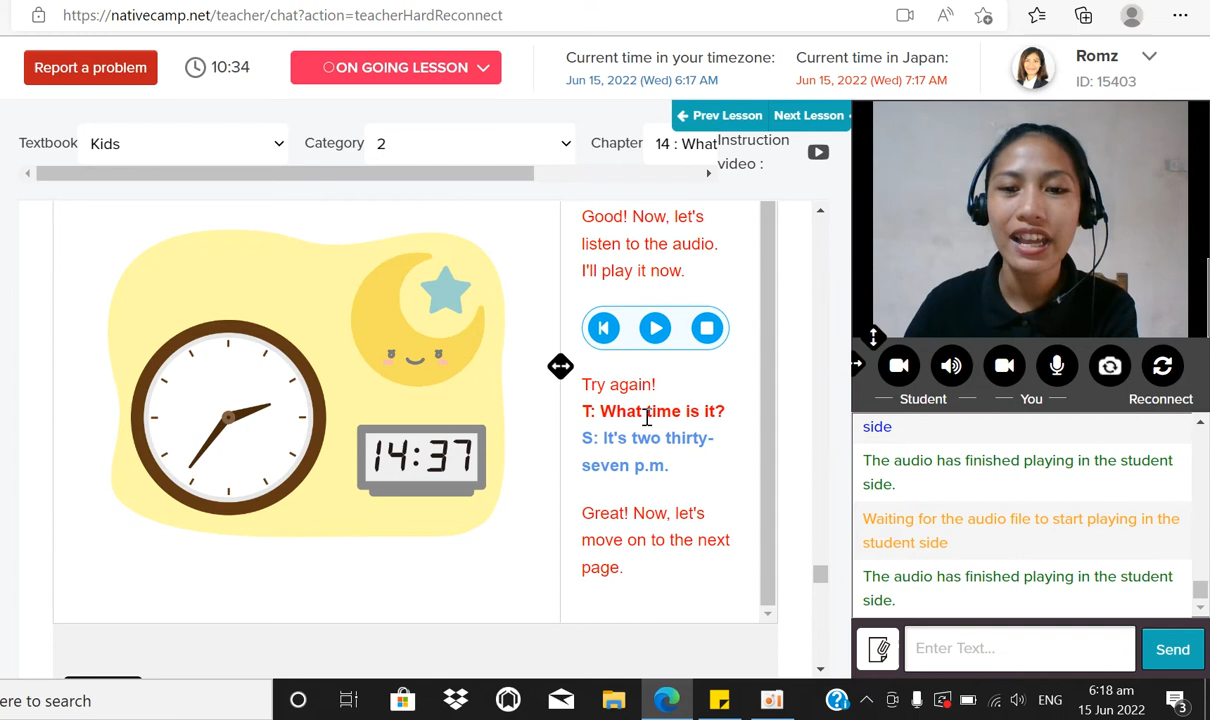 https://nativecamp.net/teacher/chat?action=teacherHardReconnect
Report a problem
10:34
ON GOING LESSON
Current time in your timezone:
Jun 15, 2022 (Wed) 6:17 AM
Current time in Japan:
Jun 15, 2022 (Wed) 7:17 AM
Romz
ID: 15403
Prev Lesson
Next Lesson
Textbook
Kids
Category
2
Chapter
14 : What
Instruction
video :
Good! Now, let's
listen to the audio.
I'll play it now.
Try again!
T: What time is it?
S: It's two thirty-
seven p.m.
Great! Now, let's
move on to the next
page.
14:37
Student
You
Reconnect
side
The audio has finished playing in the student
side.
Waiting for the audio file to start playing in the
student side
The audio has finished playing in the student
side.
Enter Text...
Send
ere to search
ENG
6:18 am
15 Jun 2022
3